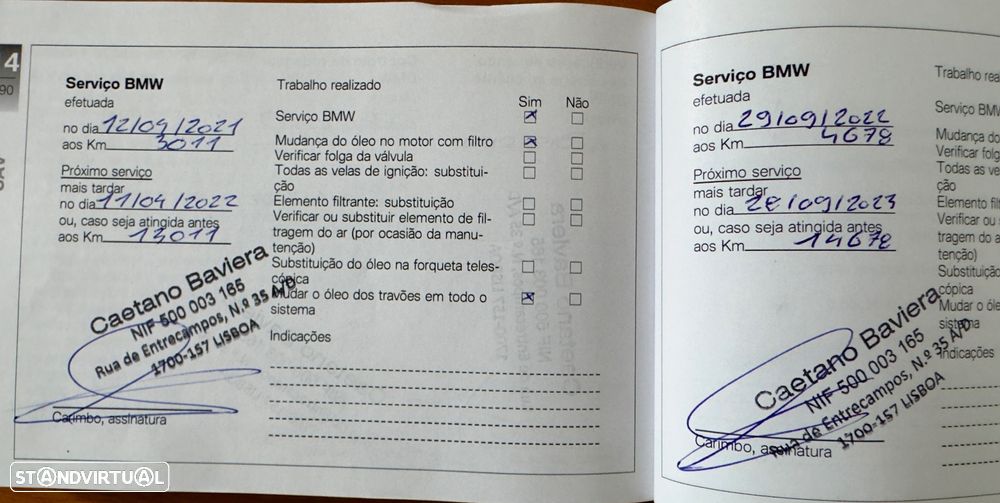 4
90
Serviço BMW
efetuada
no dia 12/04/2021
aos Km 3011
Próximo serviço
mais tardar
no dia 11/04/2022
ou, caso seja atingida antes
aos Km 13011
Caetano Baviera
NIF 500 003 165
Rua de Entrecampos, N.º 35 A/D
1700-157 LISBOA
Carimbo, assinatura
Trabalho realizado
Sim Não
Serviço BMW
Mudança do óleo no motor com filtro
Verificar folga da válvula
Todas as velas de ignição: substitui-
ção
Elemento filtrante: substituição
Verificar ou substituir elemento de fil-
tragem do ar (por ocasião da manu-
tenção)
Substituição do óleo na forqueta teles-
cópica
Mudar o óleo dos travões em todo o
sistema
Indicações
Serviço BMW
efetuada
no dia 29/09/2022
aos Km 4678
Próximo serviço
mais tardar
no dia 28/09/2023
ou, caso seja atingida antes
aos Km 14678
Caetano Baviera
NIF 500 003 165
Rua de Entrecampos, N.º 35 A/D
1700-157 LISBOA
Carimbo, assinatura
Trabalho rea
Serviço BM
Mudança do
Verificar folg
Todas as ve
ção
Elemento filt
Verificar ou
tragem do a
tenção)
Substituição
cópica
Mudar o óle
sistema
Indicações
STANDVIRTUAL